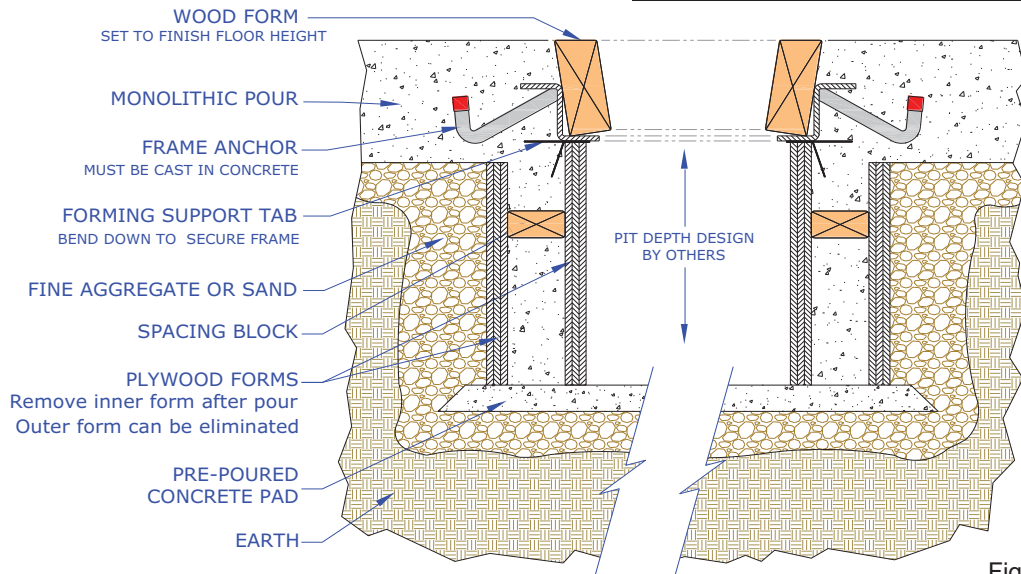 WOOD FORM
SET TO FINISH FLOOR HEIGHT
MONOLITHIC POUR
FRAME ANCHOR
MUST BE CAST IN CONCRETE
FORMING SUPPORT TAB
BEND DOWN TO SECURE FRAME
FINE AGGREGATE OR SAND
SPACING BLOCK
PLYWOOD FORMS
Remove inner form after pour
Outer form can be eliminated
PRE-POURED
CONCRETE PAD
EARTH
PIT DEPTH DESIGN
BY OTHERS
Fig